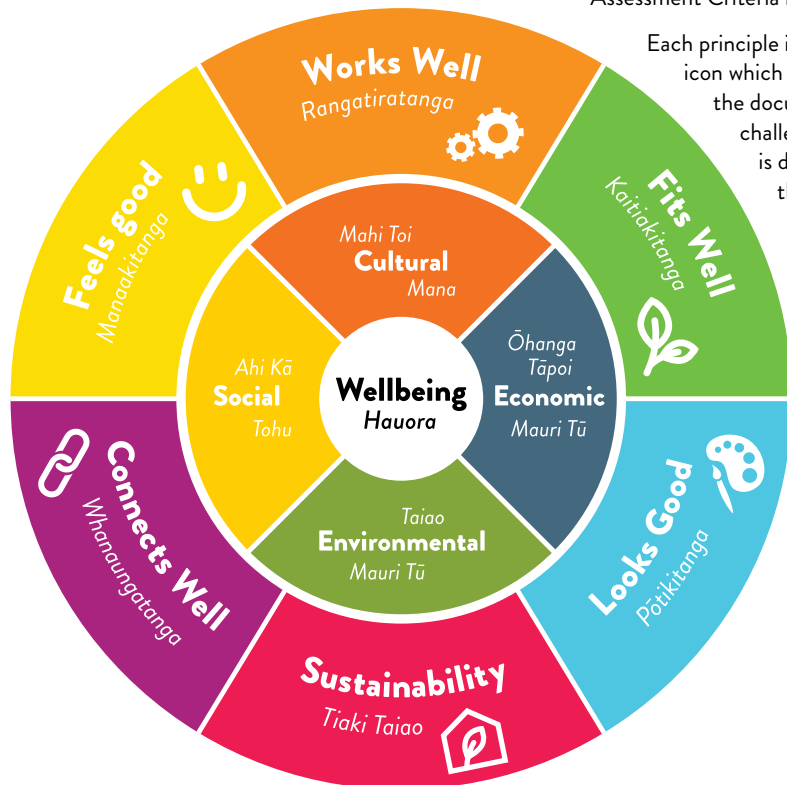 Assessment Criteria
Each principle i
icon which
the docu
challe
is d
th
Works Well
Rangatiratanga
Fits Well
Kaitiakitanga
Looks Good
Pōtikitanga
Sustainability
Tiaki Taiao
Connects Well
Whanaungatanga
Feels good
Manaakitanga
Mahi Toi
Cultural
Mana
Ōhanga
Tāpoi
Economic
Mauri Tū
Taiao
Environmental
Mauri Tū
Ahi Kā
Social
Tohu
Wellbeing
Hauora